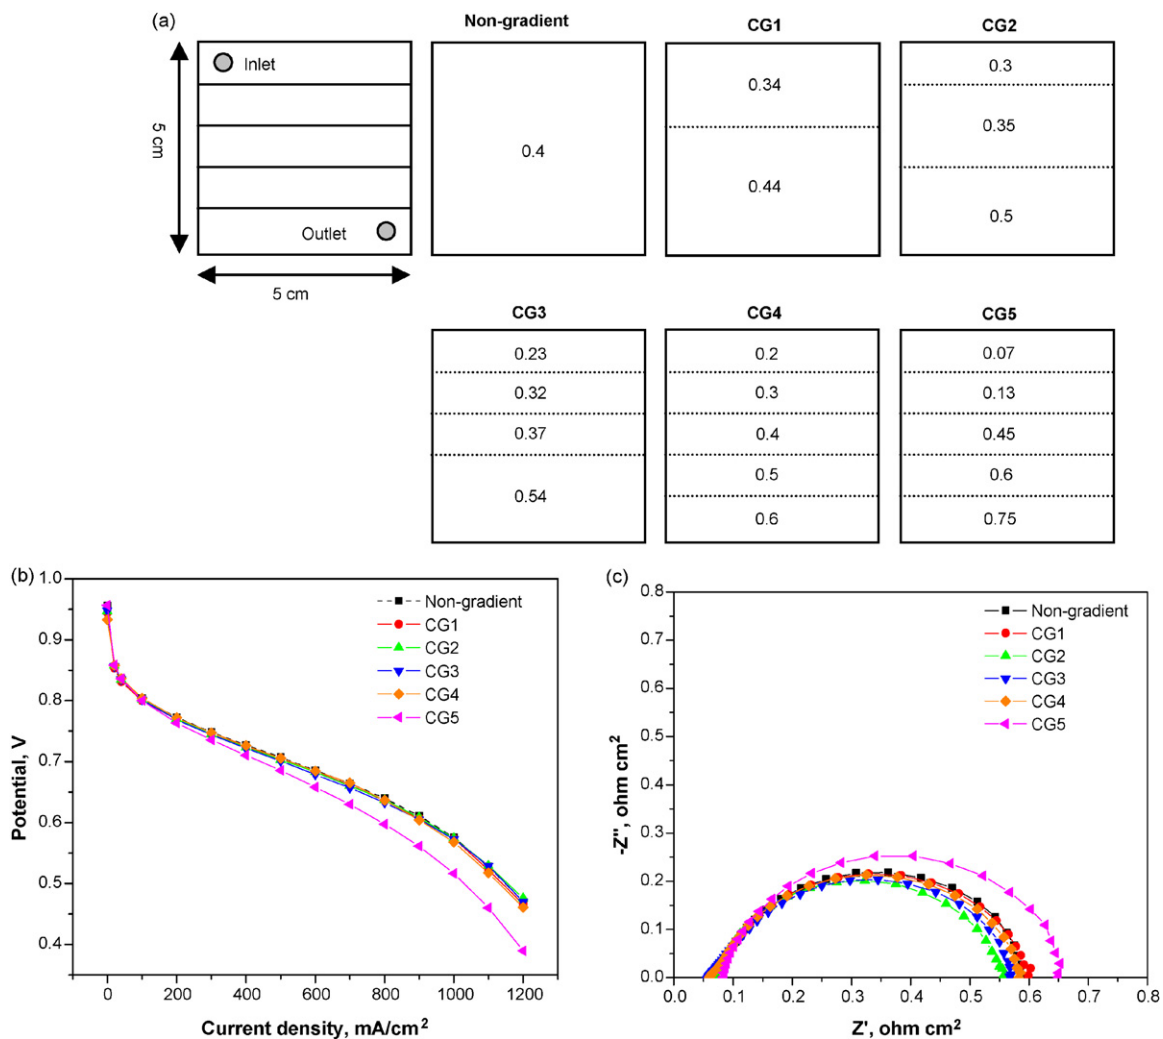 (a)
Non-gradient
CG1
CG2
Inlet
Outlet
5 cm
5 cm
0.4
0.34
0.44
0.3
0.35
0.5
CG3
CG4
CG5
0.23
0.32
0.37
0.54
0.2
0.3
0.4
0.5
0.6
0.07
0.13
0.45
0.6
0.75
(b)
1.0
0.9
0.8
0.7
0.6
0.5
0.4
Potential, V
Non-gradient
CG1
CG2
CG3
CG4
CG5
0 200 400 600 800 1000 1200
Current density, mA/cm²
(c)
0.8
0.7
0.6
0.5
0.4
0.3
0.2
0.1
0.0
-Z", ohm cm²
Non-gradient
CG1
CG2
CG3
CG4
CG5
0.0 0.1 0.2 0.3 0.4 0.5 0.6 0.7 0.8
Z', ohm cm²